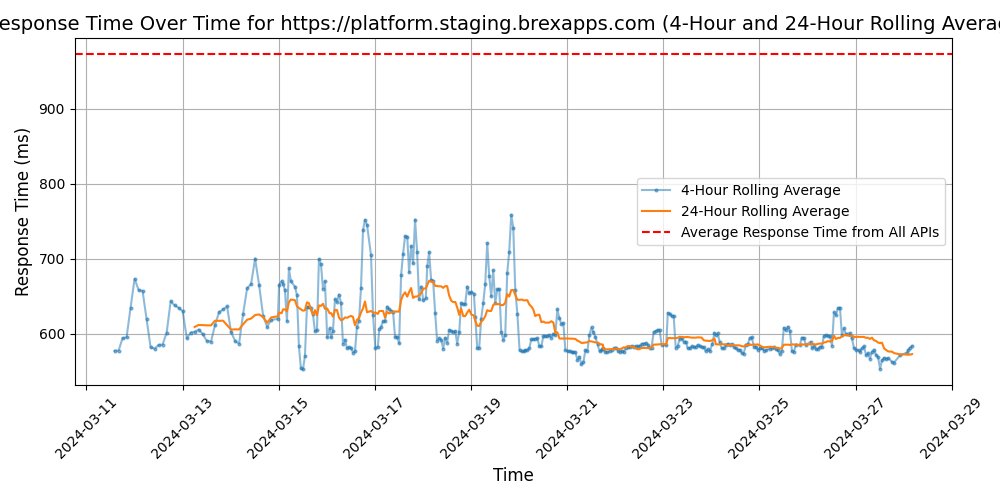 esponse Time Over Time for https://platform.staging.brexapps.com (4-Hour and 24-Hour Rolling Avera
Response Time (ms)
900
800
700
600
4-Hour Rolling Average
24-Hour Rolling Average
Average Response Time from All APIs
2024-03-11
2024-03-13
2024-03-15
2024-03-17
2024-03-19
2024-03-21
2024-03-23
2024-03-25
2024-03-27
2024-03-29
Time